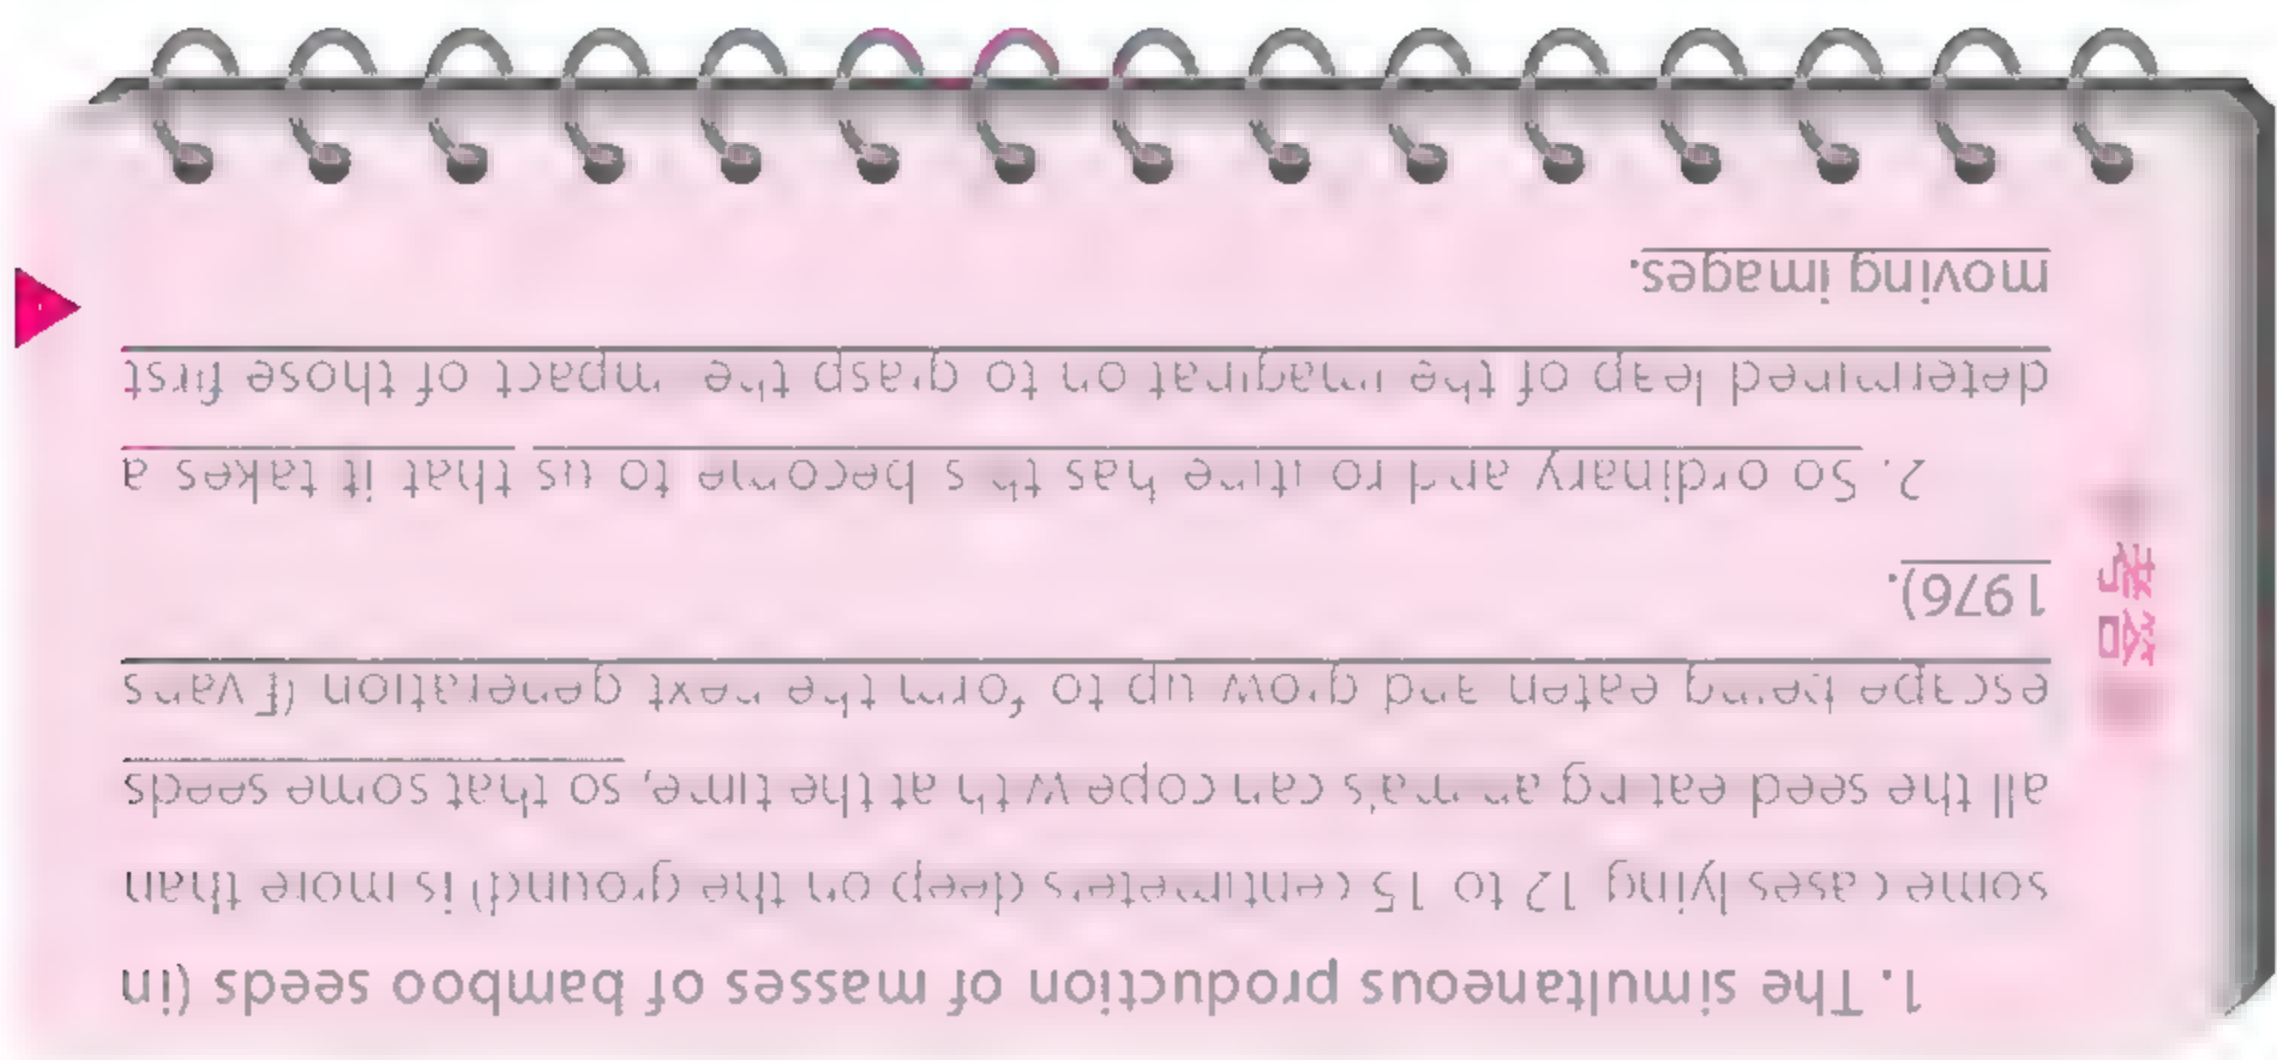 答考
1. The simultaneous production of masses of bamboo seeds (in
some cases lying 12 to 15 centimeters deep on the ground) is more than
all the seed eating animals can cope with at the time, so that some seeds
escape being eaten and grow up to form the next generation (Evans
1976).
2. So ordinary and routine has this become to us that it takes a
determined leap of the imagination to grasp the impact of those first
moving images.